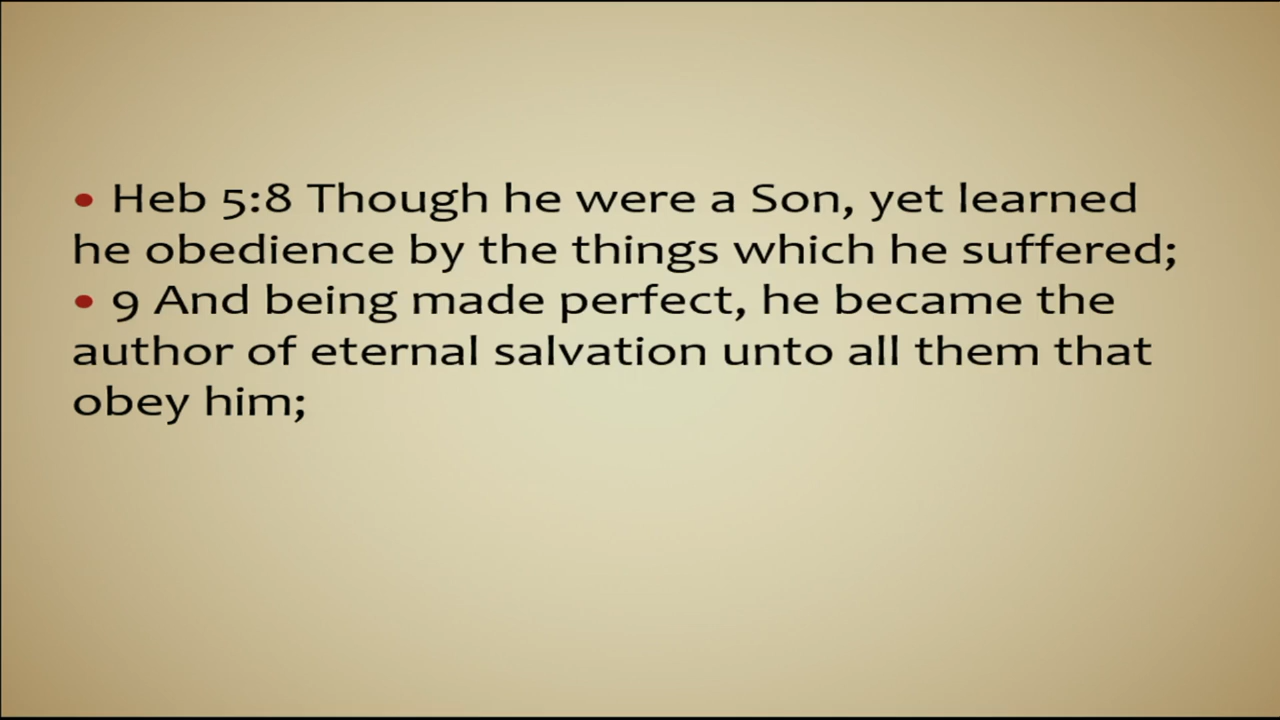 • Heb 5:8 Though he were a Son, yet learned
he obedience by the things which he suffered;
• 9 And being made perfect, he became the
author of eternal salvation unto all them that
obey him;